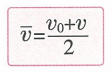 v̅ = (v₀+v)/2